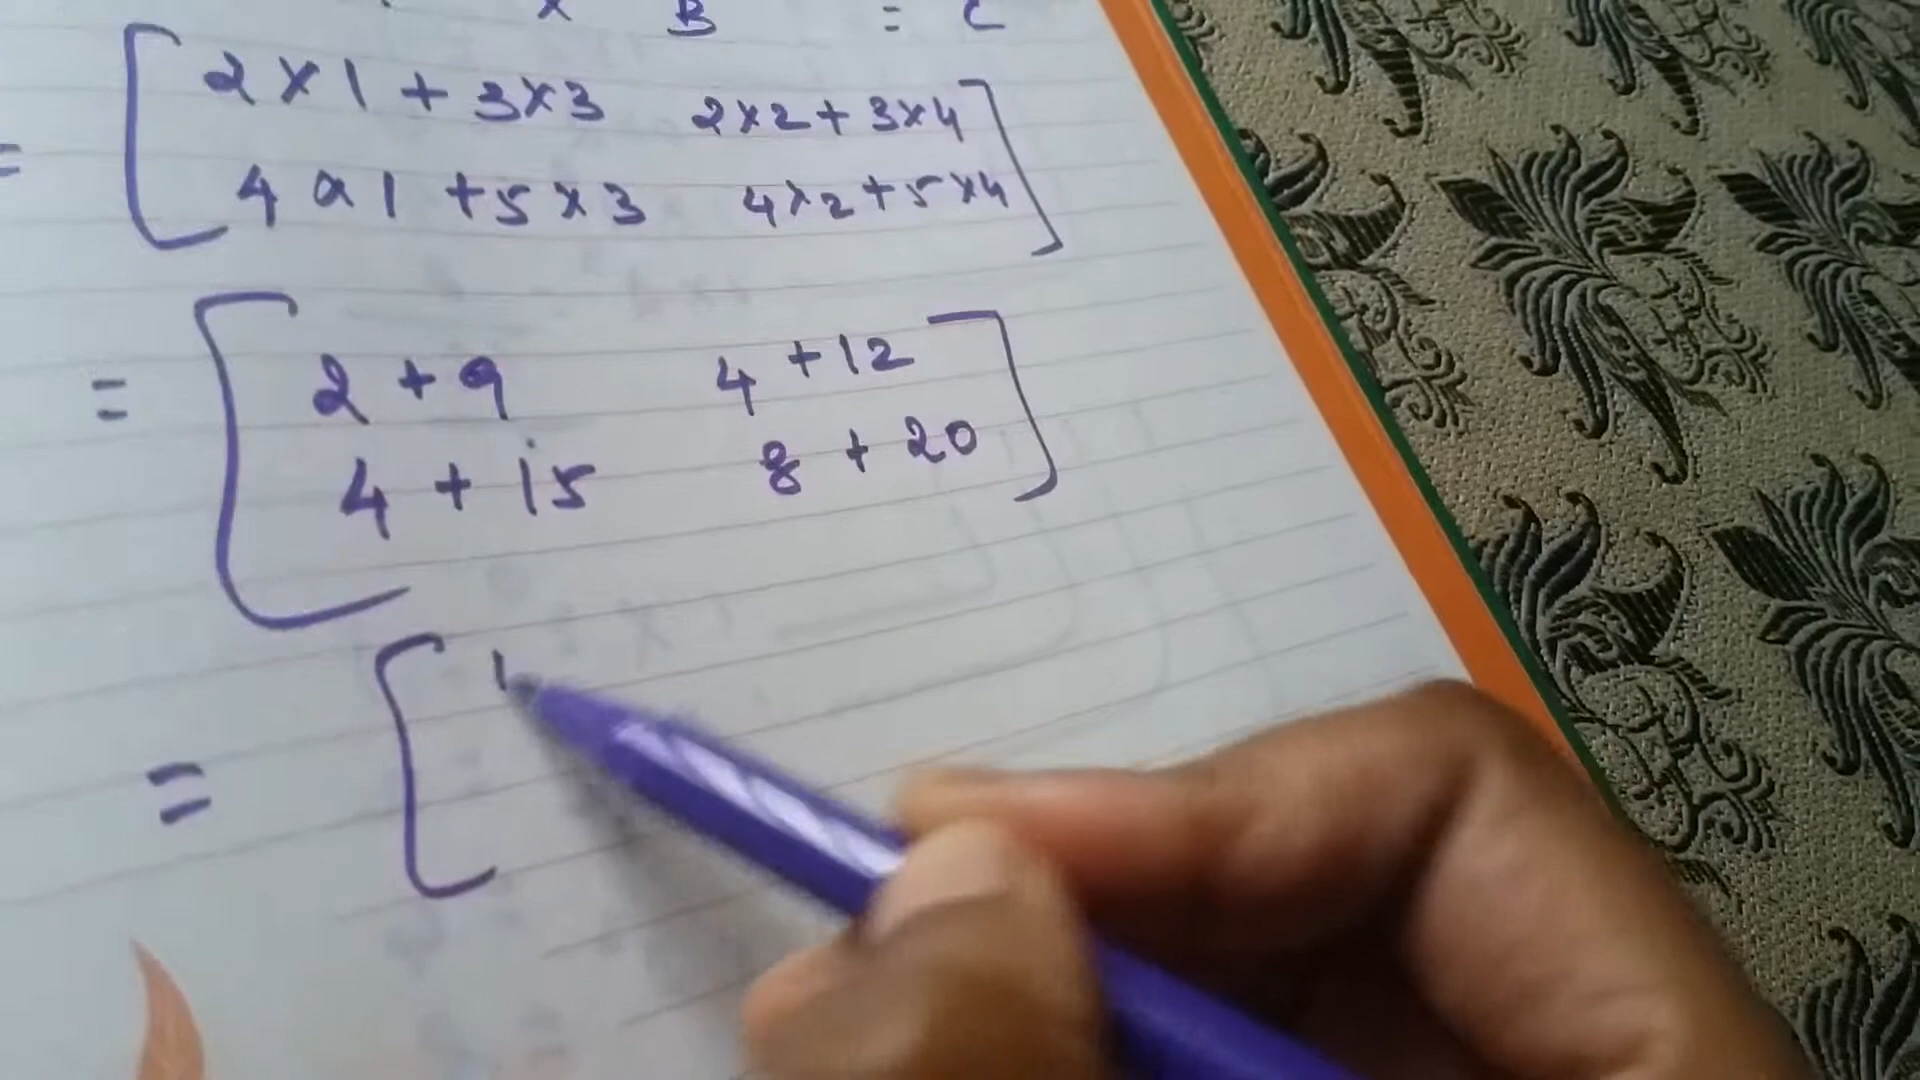 × B = C
= [ 2×1+3×3 2×2+3×4 ]
4×1+5×3 4×2+5×4
= [ 2+9 4+12 ]
4+15 8+20
= [ 1